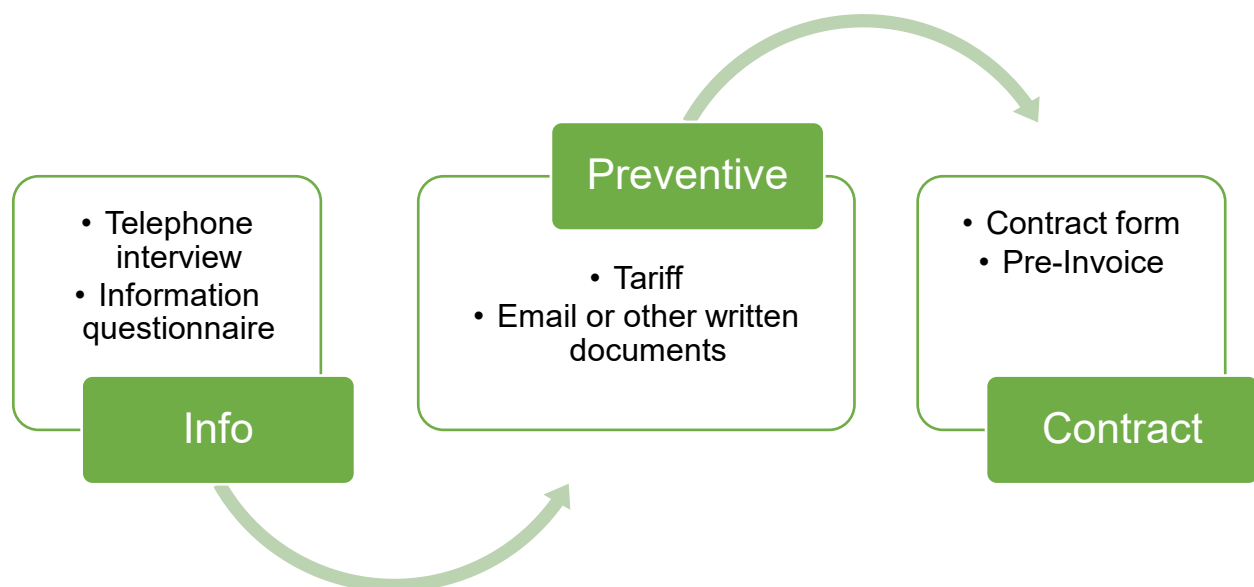 • Telephone
interview
• Information
questionnaire
Info
Preventive
• Tariff
• Email or other written
documents
• Contract form
• Pre-Invoice
Contract